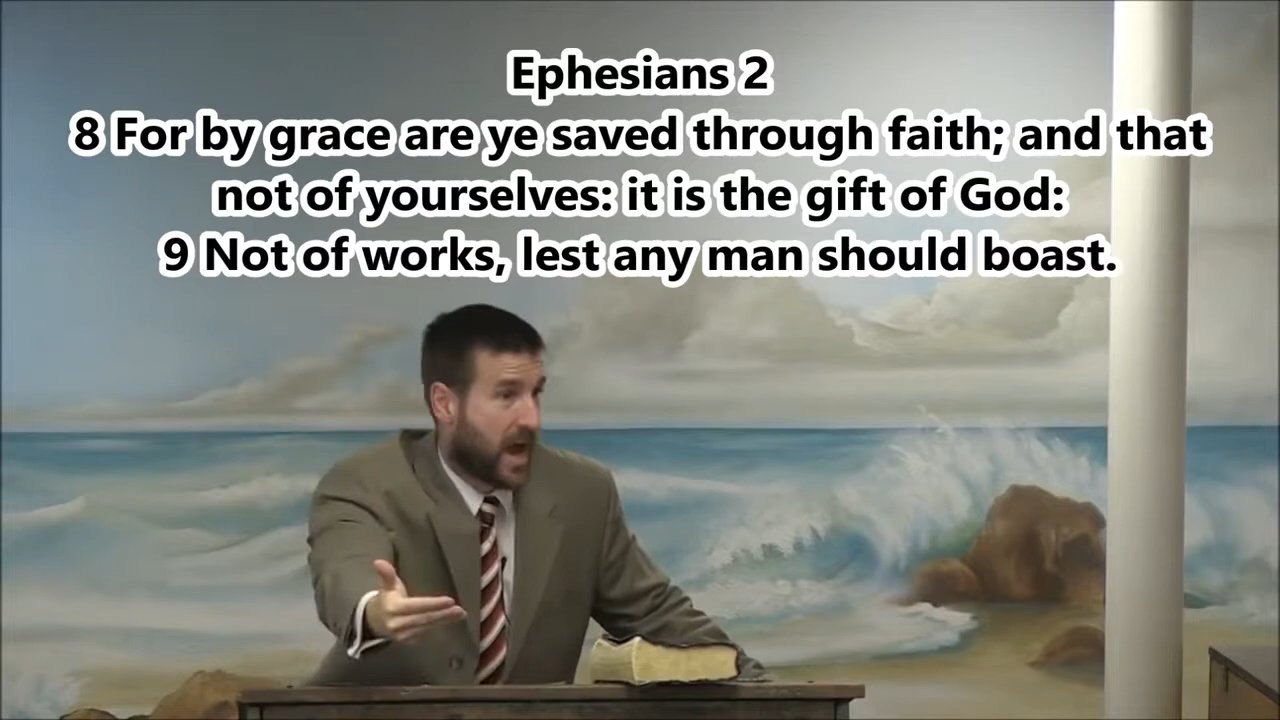 Ephesians 2
8 For by grace are ye saved through faith; and that
not of yourselves: it is the gift of God:
9 Not of works, lest any man should boast.